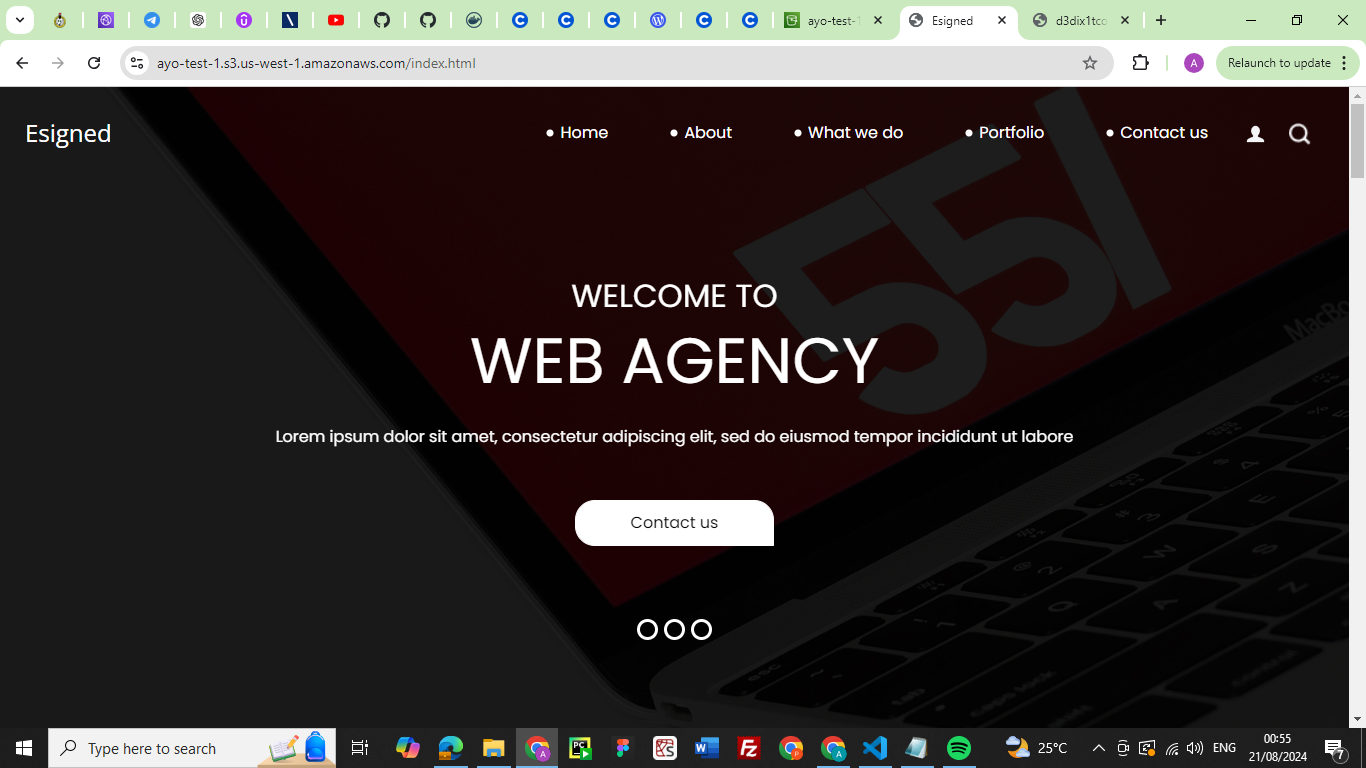 ayo-test-1
Esigned
d3dix1tco
ayo-test-1.s3.us-west-1.amazonaws.com/index.html
A
Relaunch to update
Esigned
Home
About
What we do
Portfolio
Contact us
55/
MacBo
WELCOME TO
WEB AGENCY
Lorem ipsum dolor sit amet, consectetur adipiscing elit, sed do eiusmod tempor incididunt ut labore
Contact us
Type here to search
25°C
ENG
00:55
21/08/2024
7